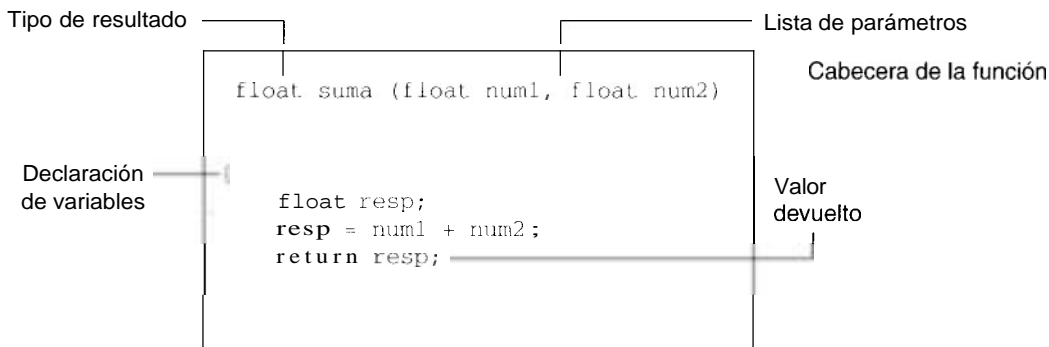 Tipo de resultado
Lista de parámetros
Cabecera de la función
float suma (float num1, float num2)
Declaración
de variables
{
float resp;
resp = num1 + num2;
return resp;
Valor
devuelto